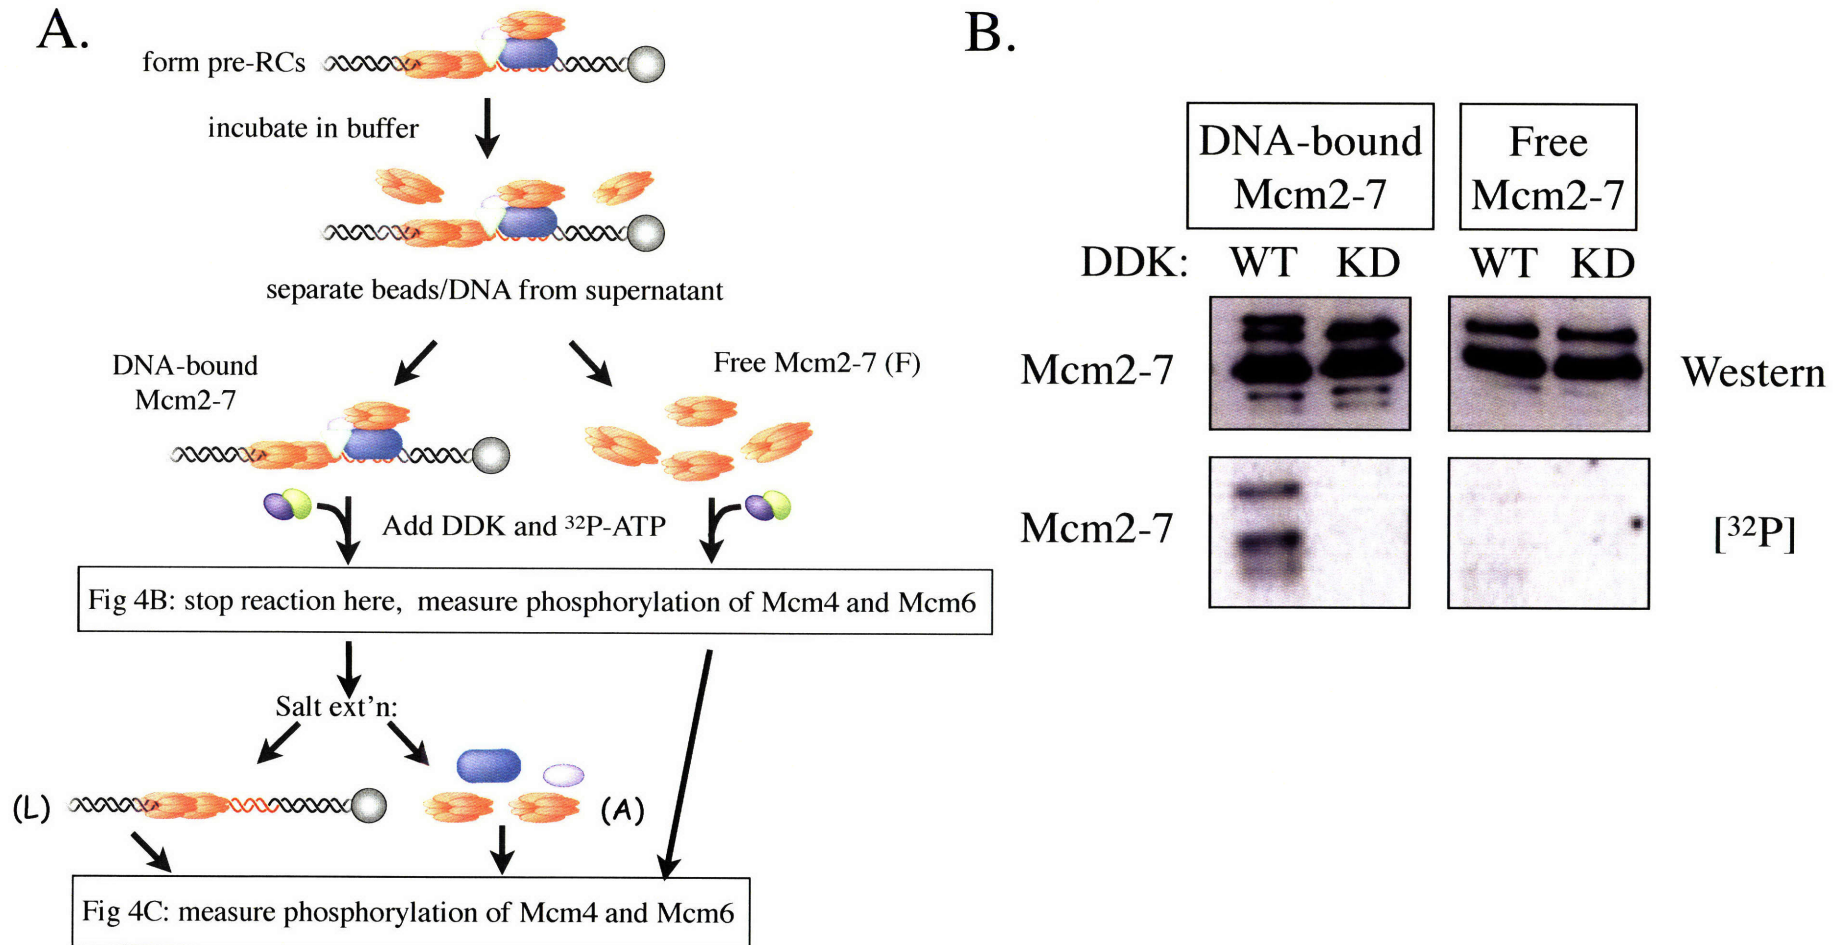 A.
form pre-RCs
incubate in buffer
separate beads/DNA from supernatant
DNA-bound
Mcm2-7
Free Mcm2-7 (F)
Add DDK and ³²P-ATP
Fig 4B: stop reaction here, measure phosphorylation of Mcm4 and Mcm6
Salt ext'n:
(L)
(A)
Fig 4C: measure phosphorylation of Mcm4 and Mcm6
B.
DNA-bound
Mcm2-7
Free
Mcm2-7
DDK: WT KD WT KD
Mcm2-7 Western
Mcm2-7 [³²P]